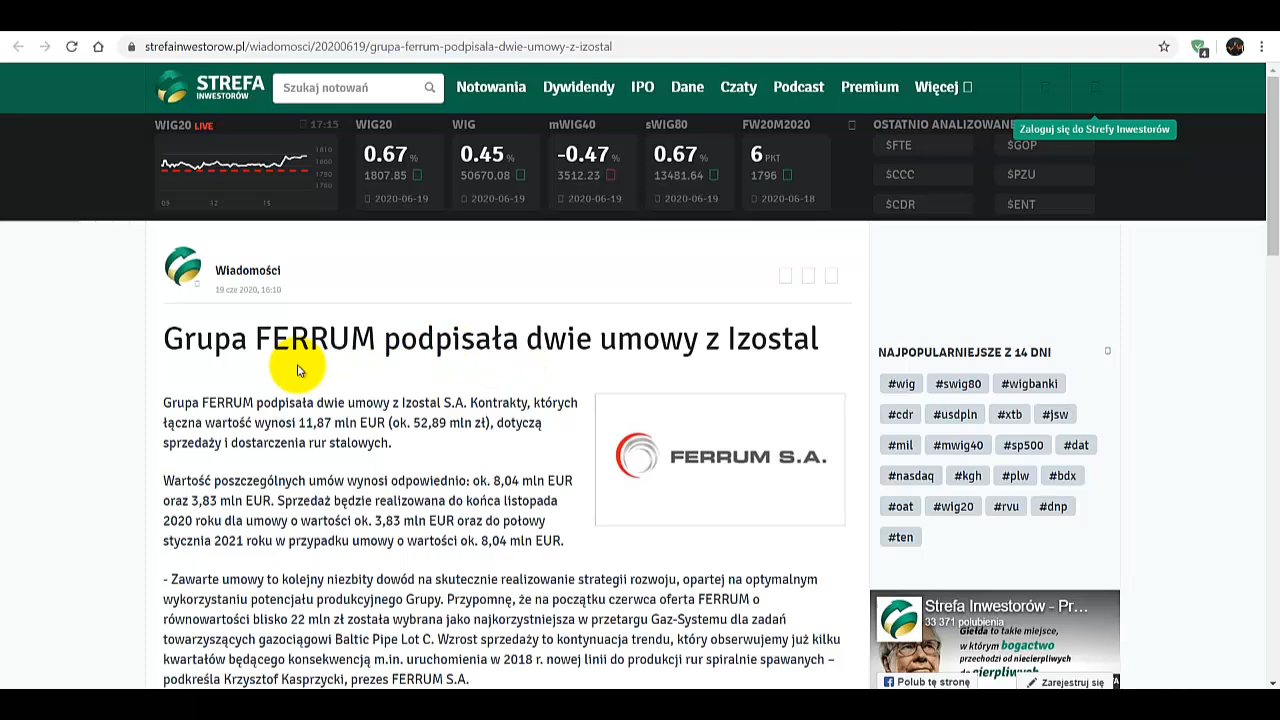 strefainwestorow.pl/wiadomosci/20200619/grupa-ferrum-podpisala-dwie-umowy-z-izostal
4
STREFA
INWESTORÓW
Szukaj notowań
Notowania Dywidendy IPO Dane Czaty Podcast Premium Więcej
Zaloguj się do Strefy Inwestorów
WIG20 LIVE 17:15
1810
1800
1790
1780
09 12 15
WIG20
0.67 %
1807.85
2020-06-19
WIG
0.45 %
50670.08
2020-06-19
mWIG40
-0.47 %
3512.23
2020-06-19
sWIG80
0.67 %
13481.64
2020-06-19
FW20M2020
6 PKT
1796
2020-06-18
OSTATNIO ANALIZOWANE
$FTE $GOP
$CCC $PZU
$CDR $ENT
Wiadomości
19 cze 2020, 16:10
Grupa FERRUM podpisała dwie umowy z Izostal
Grupa FERRUM podpisała dwie umowy z Izostal S.A. Kontrakty, których
łączna wartość wynosi 11,87 mln EUR (ok. 52,89 mln zł), dotyczą
sprzedaży i dostarczenia rur stalowych.
FERRUM S.A.
Wartość poszczególnych umów wynosi odpowiednio: ok. 8,04 mln EUR
oraz 3,83 mln EUR. Sprzedaż będzie realizowana do końca listopada
2020 roku dla umowy o wartości ok. 3,83 mln EUR oraz do połowy
stycznia 2021 roku w przypadku umowy o wartości ok. 8,04 mln EUR.
- Zawarte umowy to kolejny niezbity dowód na skutecznie realizowanie strategii rozwoju, opartej na optymalnym
wykorzystaniu potencjału produkcyjnego Grupy. Przypomnę, że na początku czerwca oferta FERRUM o
równowartości blisko 22 mln zł została wybrana jako najkorzystniejsza w przetargu Gaz-Systemu dla zadań
towarzyszących gazociągowi Baltic Pipe Lot C. Wzrost sprzedaży to kontynuacja trendu, który obserwujemy już kilku
kwartałów będącego konsekwencją m.in. uruchomienia w 2018 r. nowej linii do produkcji rur spiralnie spawanych –
podkreśla Krzysztof Kasprzycki, prezes FERRUM S.A.
NAJPOPULARNIEJSZE Z 14 DNI
#wig #swig80 #wigbanki
#cdr #usdpln #xtb #jsw
#mil #mwig40 #sp500 #dat
#nasdaq #kgh #plw #bdx
#oat #wig20 #rvu #dnp
#ten
Strefa Inwestorów - Pr...
33 371 polubienia
Giełda to takie miejsce,
w którym bogactwo
przechodzi od niecierpliwych
Polub tę stronę
Zarejestruj się